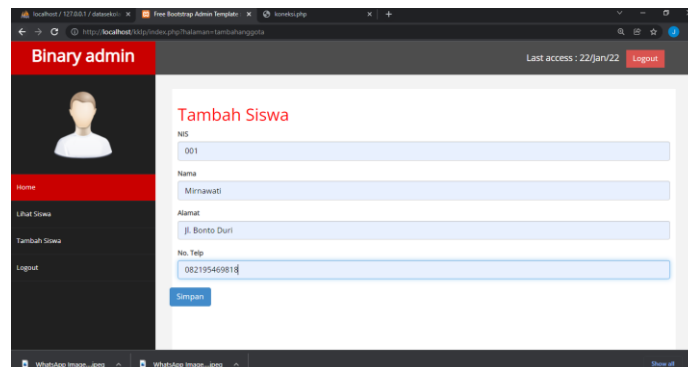 localhost / 127.0.0.1 / datasekol
Free Bootstrap Admin Template :
koneksi.php
http://localhost/kklp/index.php?halaman=tambahanggota
J
Binary admin
Last access : 22/Jan/22
Logout
Tambah Siswa
NIS
001
Nama
Mirnawati
Alamat
Jl. Bonto Duri
No. Telp
082195469818
Simpan
Home
Lihat Siswa
Tambah Siswa
Logout
WhatsApp Image....jpeg
WhatsApp Image....jpeg
Show all